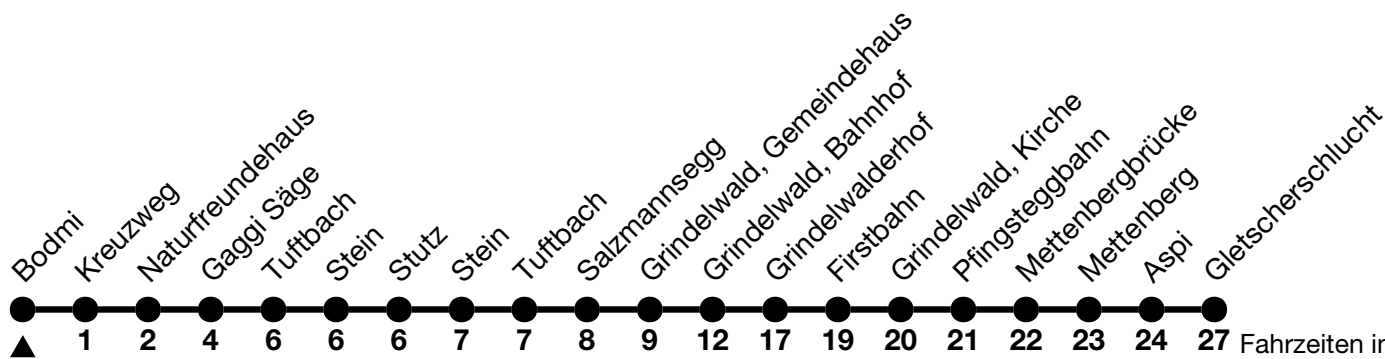 Bodmi
Kreuzweg
Naturfreundehaus
Gaggi Säge
Tuftbach
Stein
Stutz
Stein
Tuftbach
Salzmannsegg
Grindelwald, Gemeindehaus
Grindelwald, Bahnhof
Grindelwalderhof
Firstbahn
Grindelwald, Kirche
Pfingsteggbahn
Mettenbergbrücke
Mettenberg
Aspi
Gletscherschlucht
1 2 4 6 6 6 7 7 8 9 12 17 19 20 21 22 23 24 27 Fahrzeiten in